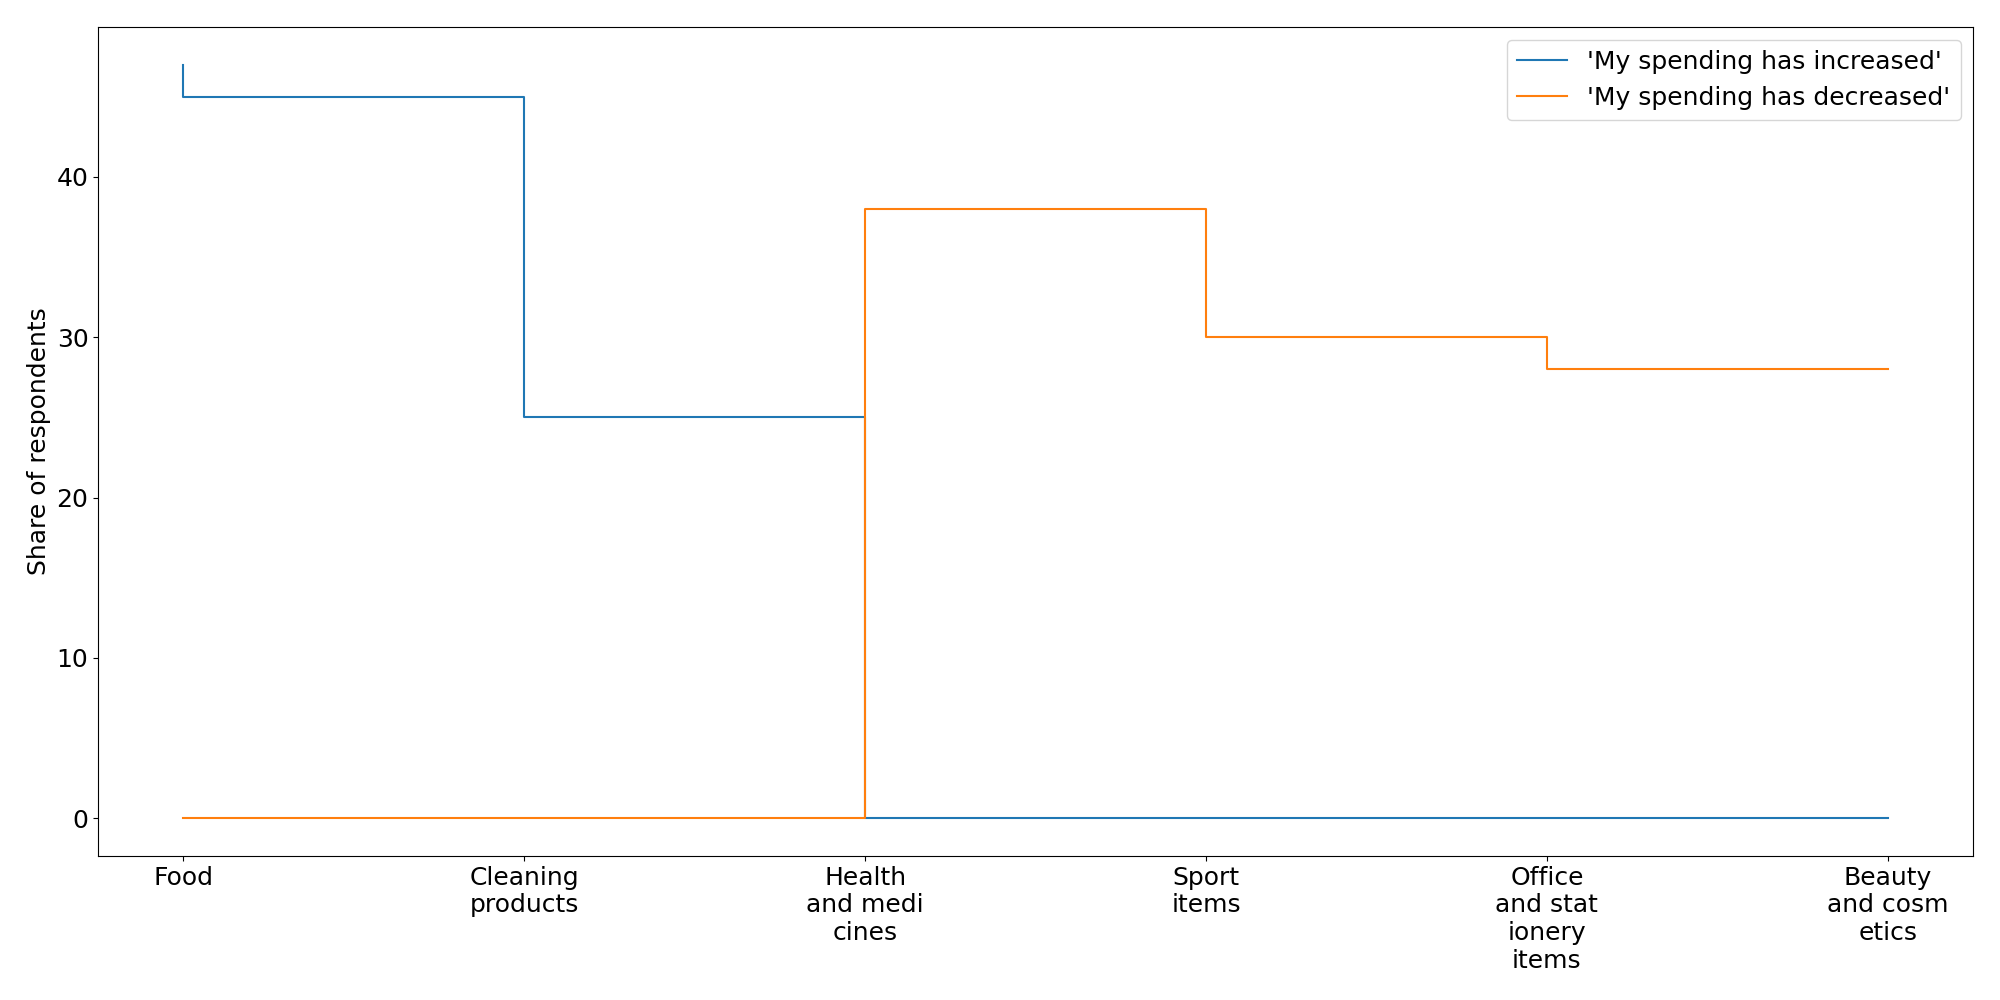 'My spending has increased'
'My spending has decreased'
Share of respondents
40
30
20
10
0
Food
Cleaning
products
Health
and medi
cines
Sport
items
Office
and stat
ionery
items
Beauty
and cosm
etics